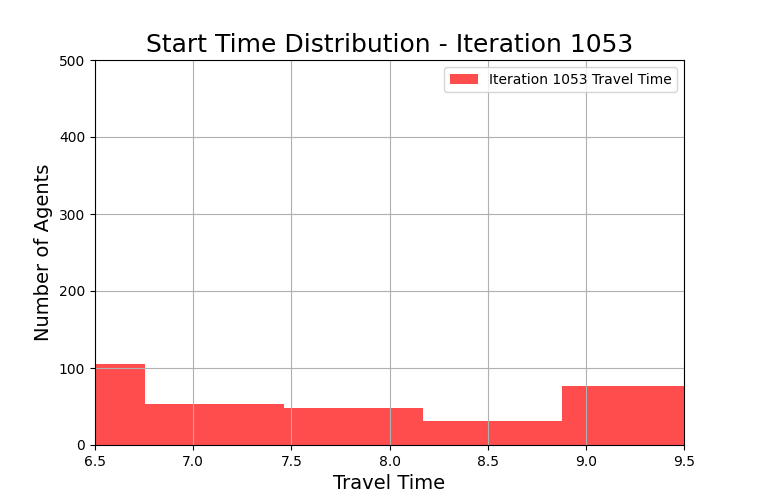 Start Time Distribution - Iteration 1053
Iteration 1053 Travel Time
Number of Agents
500
400
300
200
100
0
6.5 7.0 7.5 8.0 8.5 9.0 9.5
Travel Time